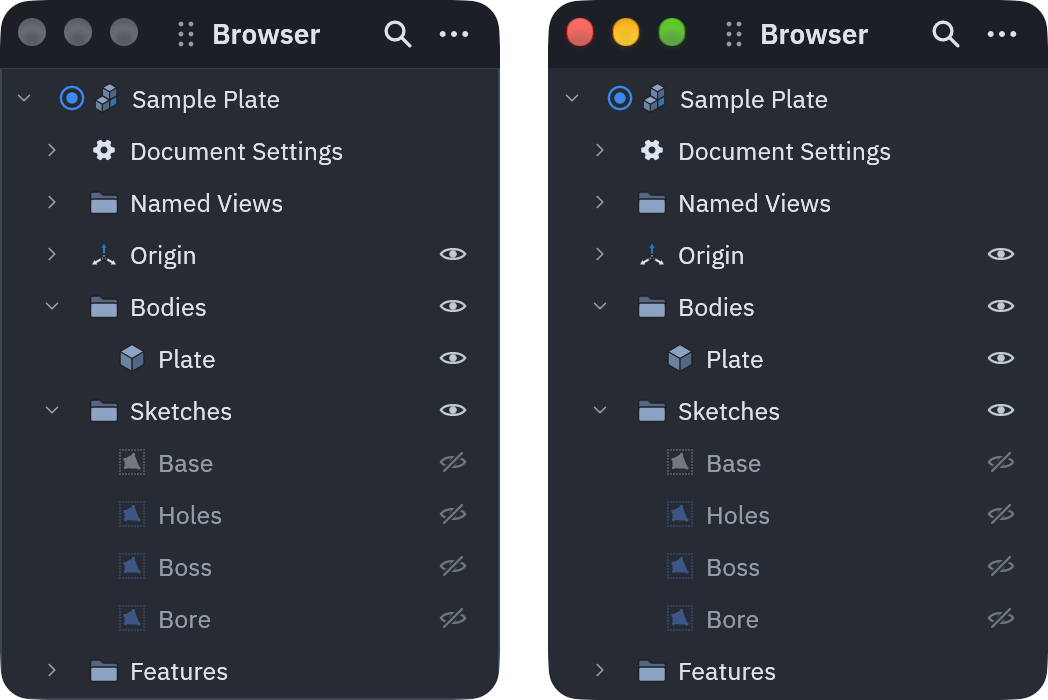 Browser
Sample Plate
Document Settings
Named Views
Origin
Bodies
Plate
Sketches
Base
Holes
Boss
Bore
Features
Browser
Sample Plate
Document Settings
Named Views
Origin
Bodies
Plate
Sketches
Base
Holes
Boss
Bore
Features